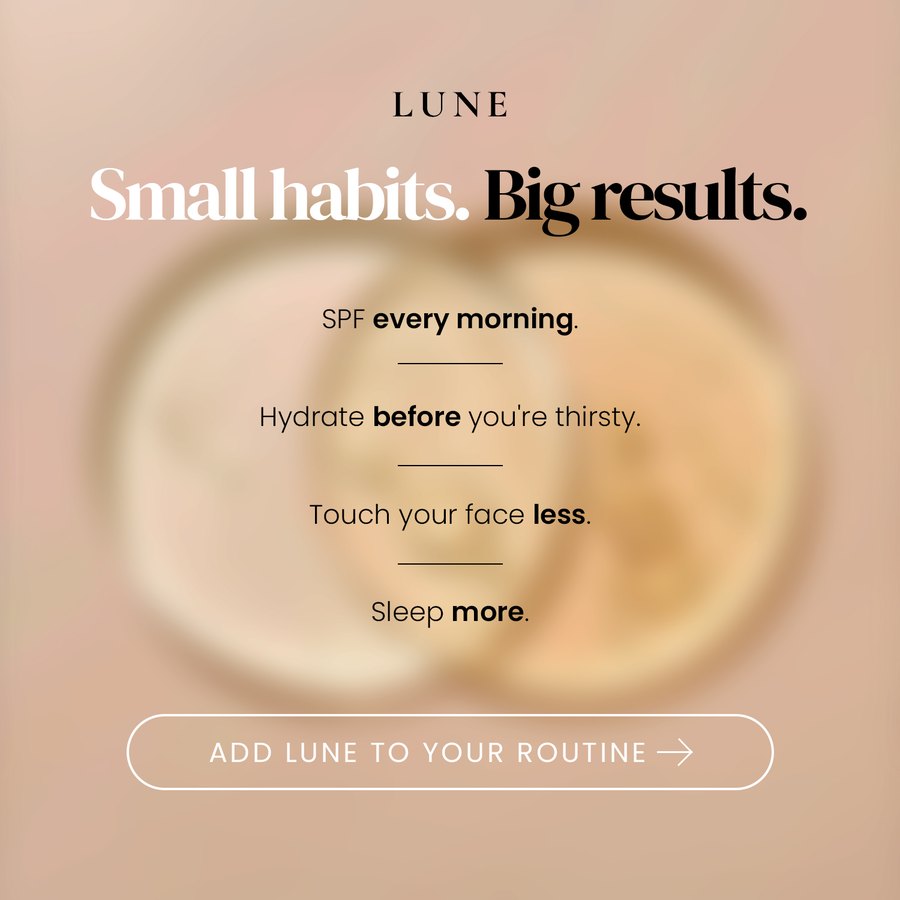 LUNE
Small habits. Big results.
SPF every morning.
Hydrate before you're thirsty.
Touch your face less.
Sleep more.
ADD LUNE TO YOUR ROUTINE →